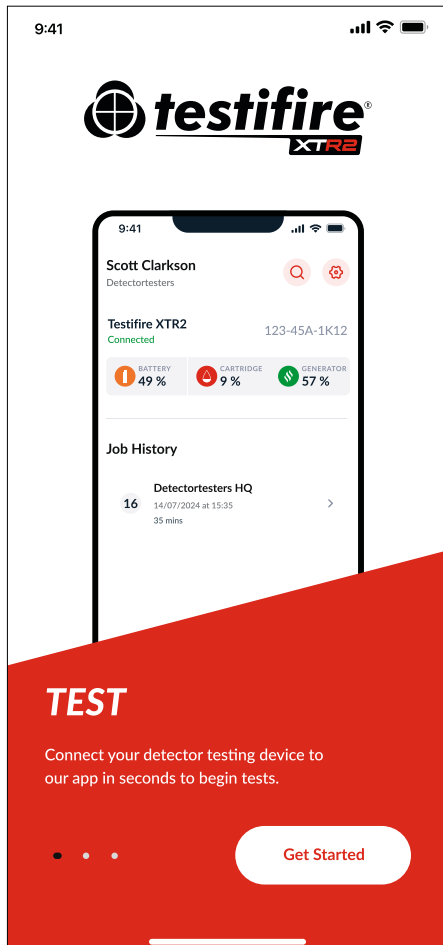 9:41
testifire®
XTR2
9:41
Scott Clarkson
Detectortesters
Testifire XTR2
123-45A-1K12
Connected
BATTERY
49 %
CARTRIDGE
9 %
GENERATOR
57 %
Job History
16
Detectortesters HQ
14/07/2024 at 15:35
35 mins
TEST
Connect your detector testing device to
our app in seconds to begin tests.
Get Started